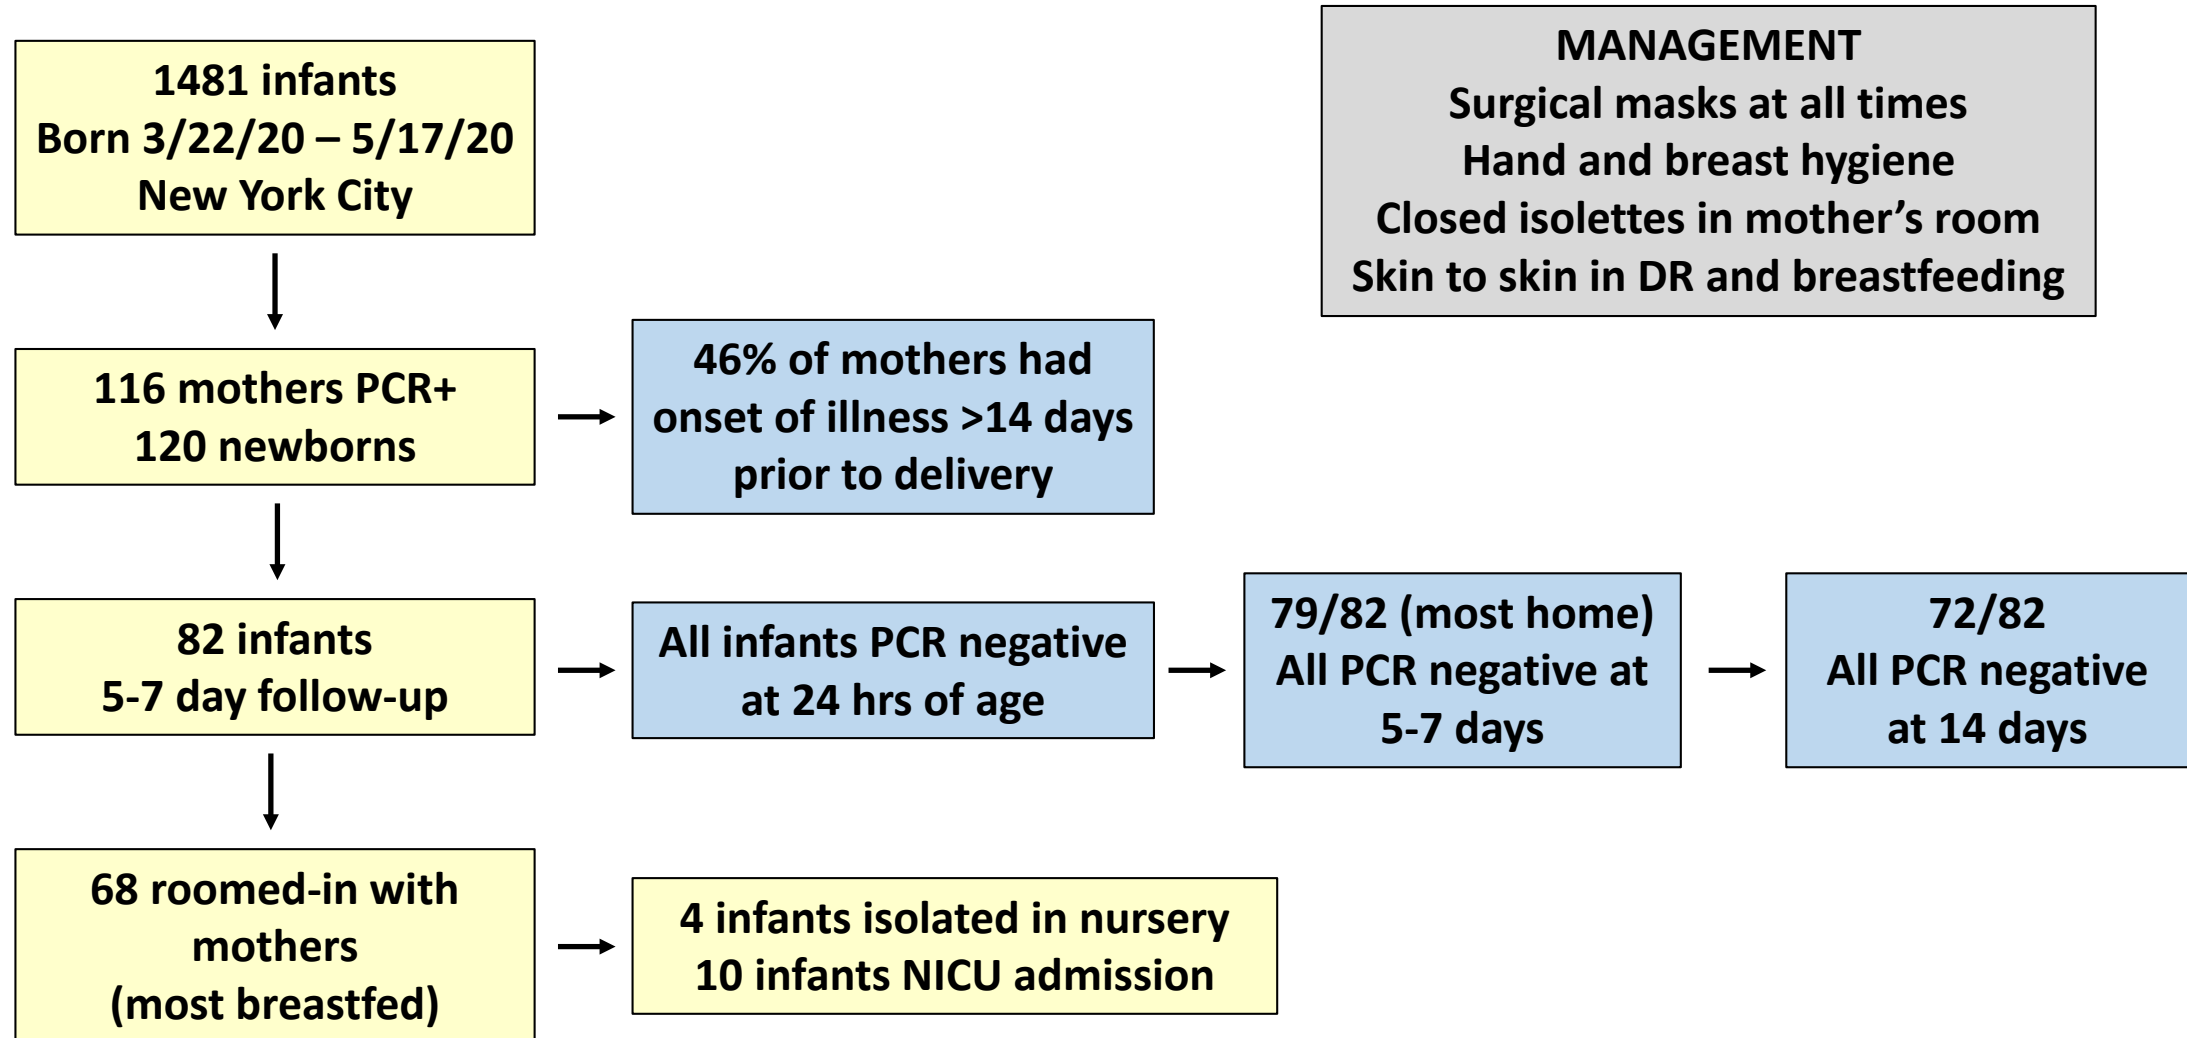 1481 infants
Born 3/22/20 – 5/17/20
New York City
MANAGEMENT
Surgical masks at all times
Hand and breast hygiene
Closed isolettes in mother’s room
Skin to skin in DR and breastfeeding
116 mothers PCR+
120 newborns
46% of mothers had
onset of illness >14 days
prior to delivery
82 infants
5-7 day follow-up
All infants PCR negative
at 24 hrs of age
79/82 (most home)
All PCR negative at
5-7 days
72/82
All PCR negative
at 14 days
68 roomed-in with
mothers
(most breastfed)
4 infants isolated in nursery
10 infants NICU admission